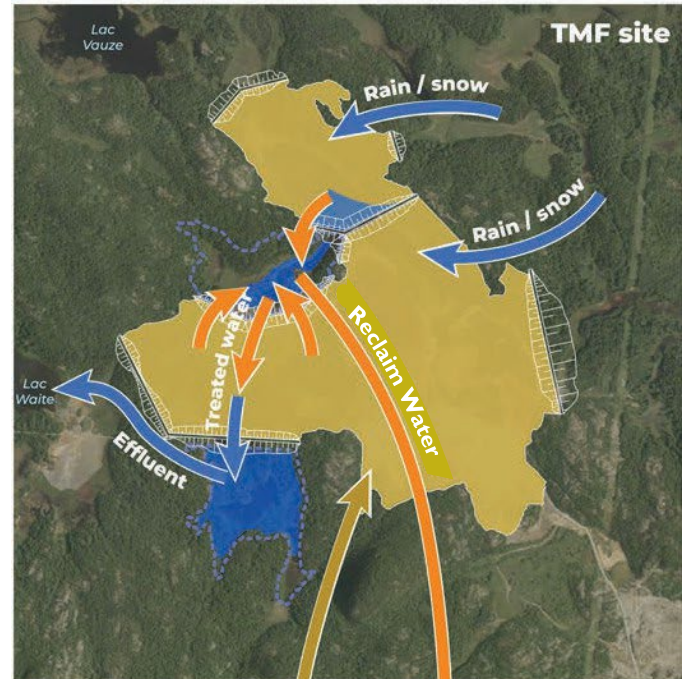 Lac
Vauze
TMF site
Rain / snow
Rain / snow
Reclaim Water
Treated water
Lac
Waite
Effluent